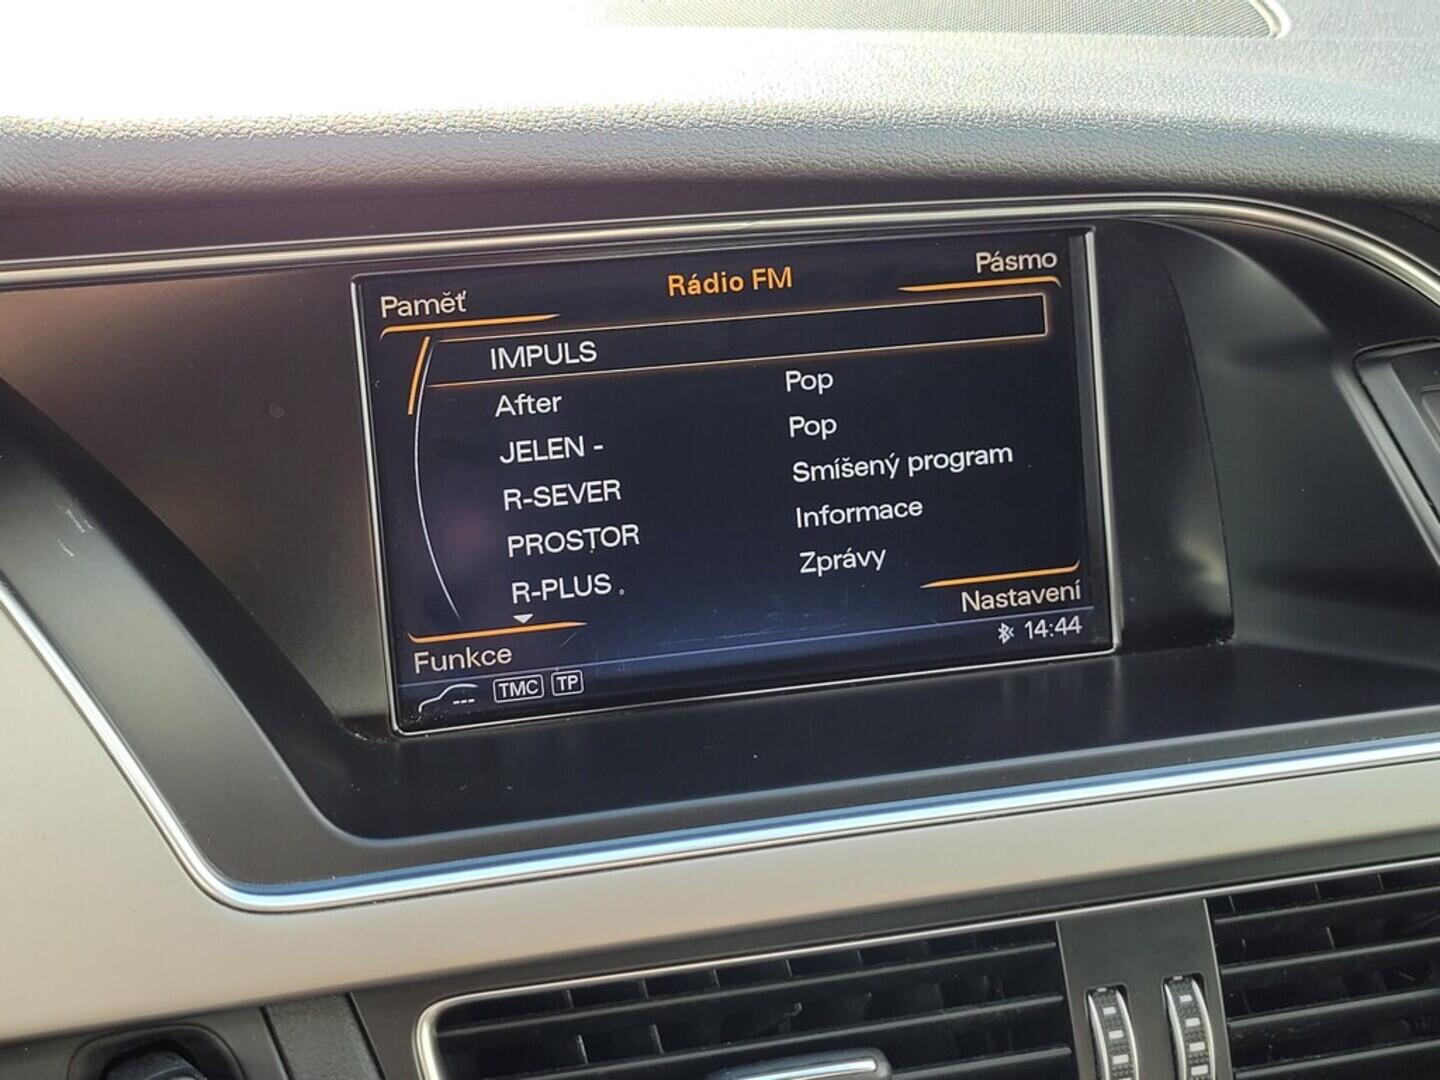 Paměť
Rádio FM
Pásmo
IMPULS
After Pop
JELEN - Pop
R-SEVER Smíšený program
PROSTOR Informace
R-PLUS . Zprávy
Funkce Nastavení
--- TMC TP 14:44